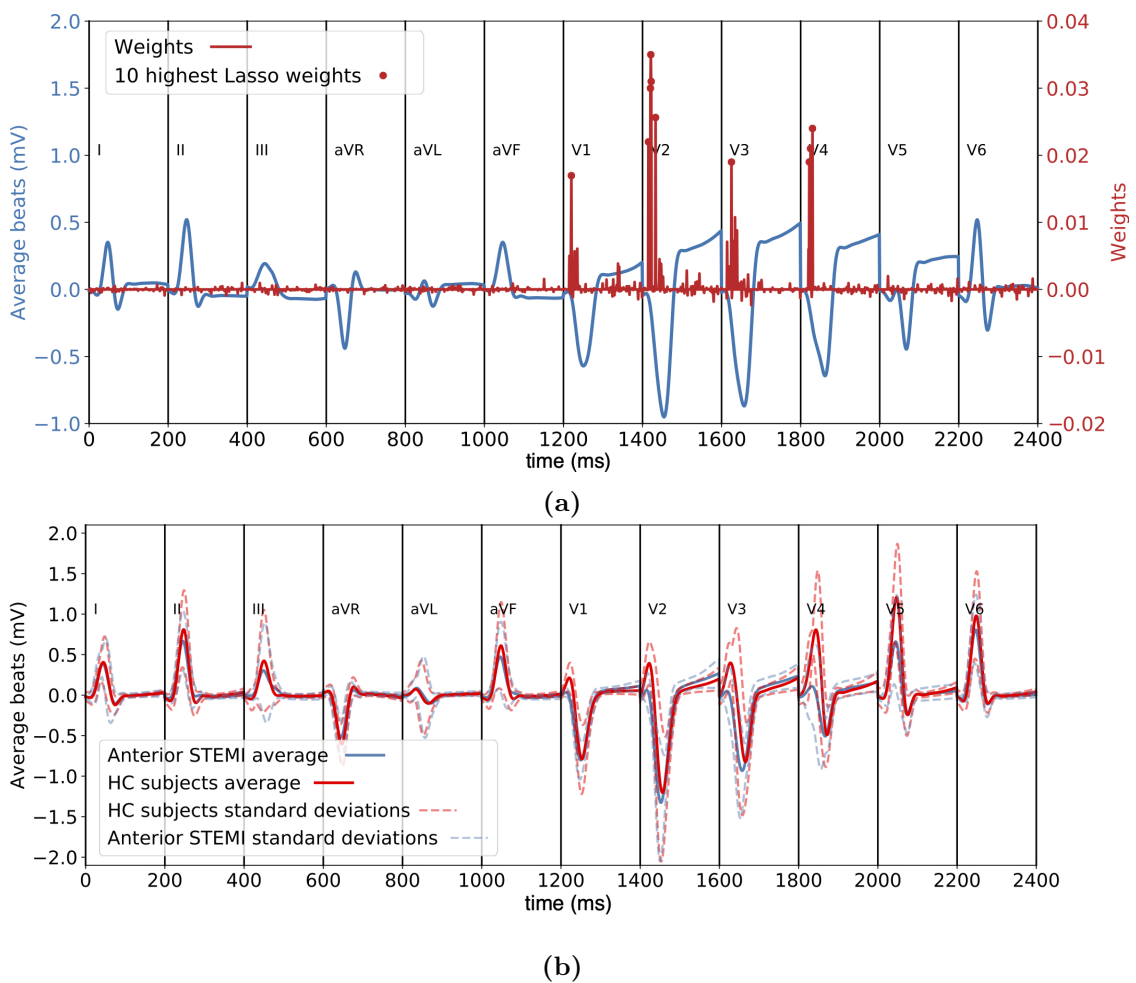 2.0
1.5
1.0
0.5
0.0
−0.5
−1.0
Average beats (mV)
Weights
10 highest Lasso weights
I II III aVR aVL aVF V1 V2 V3 V4 V5 V6
0.04
0.03
0.02
0.01
0.00
−0.01
−0.02
Weights
0 200 400 600 800 1000 1200 1400 1600 1800 2000 2200 2400
time (ms)
(a)
2.0
1.5
1.0
0.5
0.0
−0.5
−1.0
−1.5
−2.0
Average beats (mV)
I II III aVR aVL aVF V1 V2 V3 V4 V5 V6
Anterior STEMI average
HC subjects average
HC subjects standard deviations
Anterior STEMI standard deviations
0 200 400 600 800 1000 1200 1400 1600 1800 2000 2200 2400
time (ms)
(b)